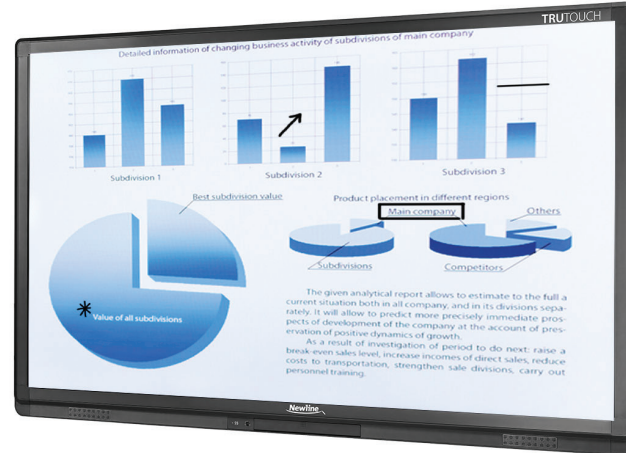 TRUTOUCH
Detailed information of changing business activity of subdivisions of main company
Subdivision 1
Subdivision 2
Subdivision 3
Best subdivision value
Product placement in different regions
Main company
Others
Subdivisions
Competitors
Value of all subdivisions
The given analytical report allows to estimate to the full a
current situation both in all company, and in its divisions sepa-
rately. It will allow to predict more precisely immediate pros-
pects of development of the company at the account of pres-
ervation of positive dynamics of growth.
As a result of investigation of period to do next: raise a
break-even sales level, increase incomes of direct sales, reduce
costs to transportation, strengthen sale divisions, carry out
personnel training.
Newline